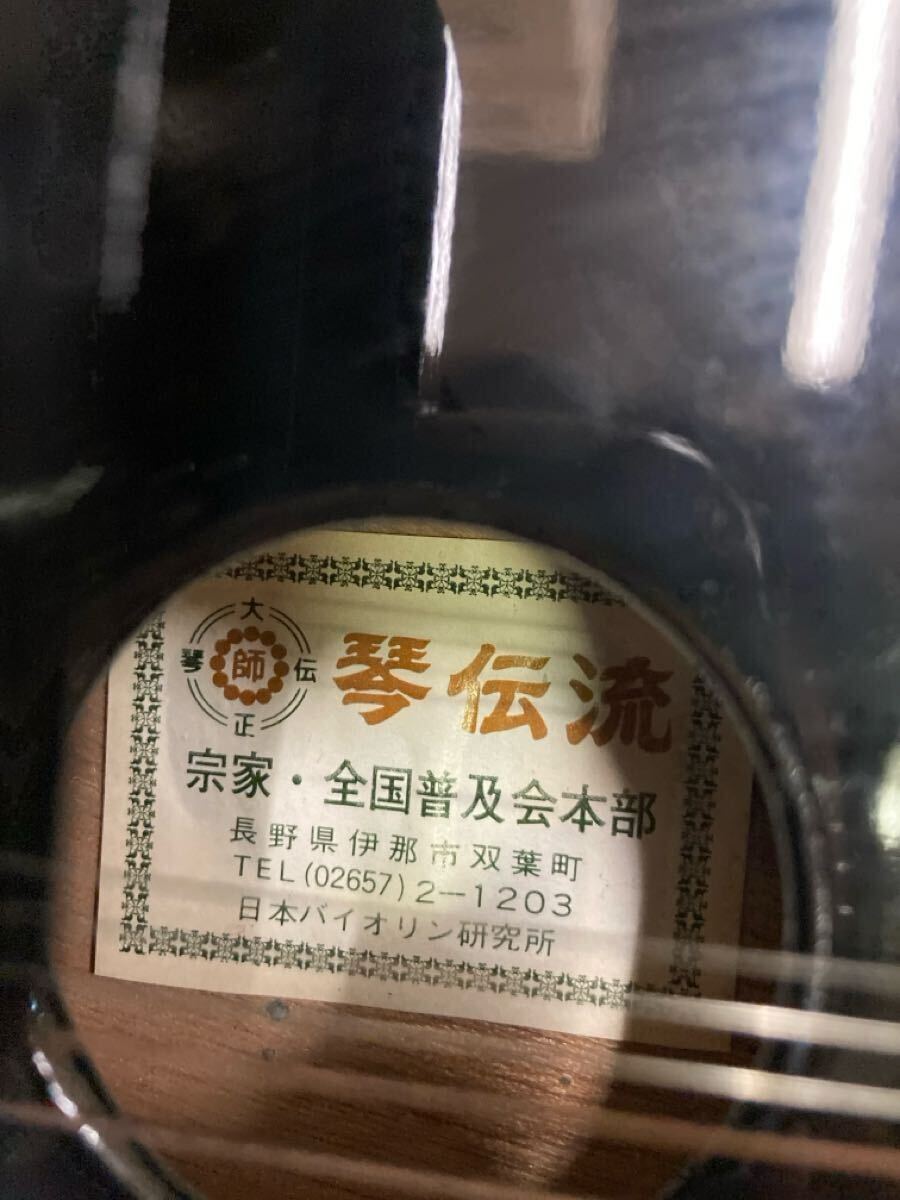 大
琴 師 伝
正
琴伝流
宗家・全国普及会本部
長野県伊那市双葉町
TEL(02657)2-1203
日本バイオリン研究所